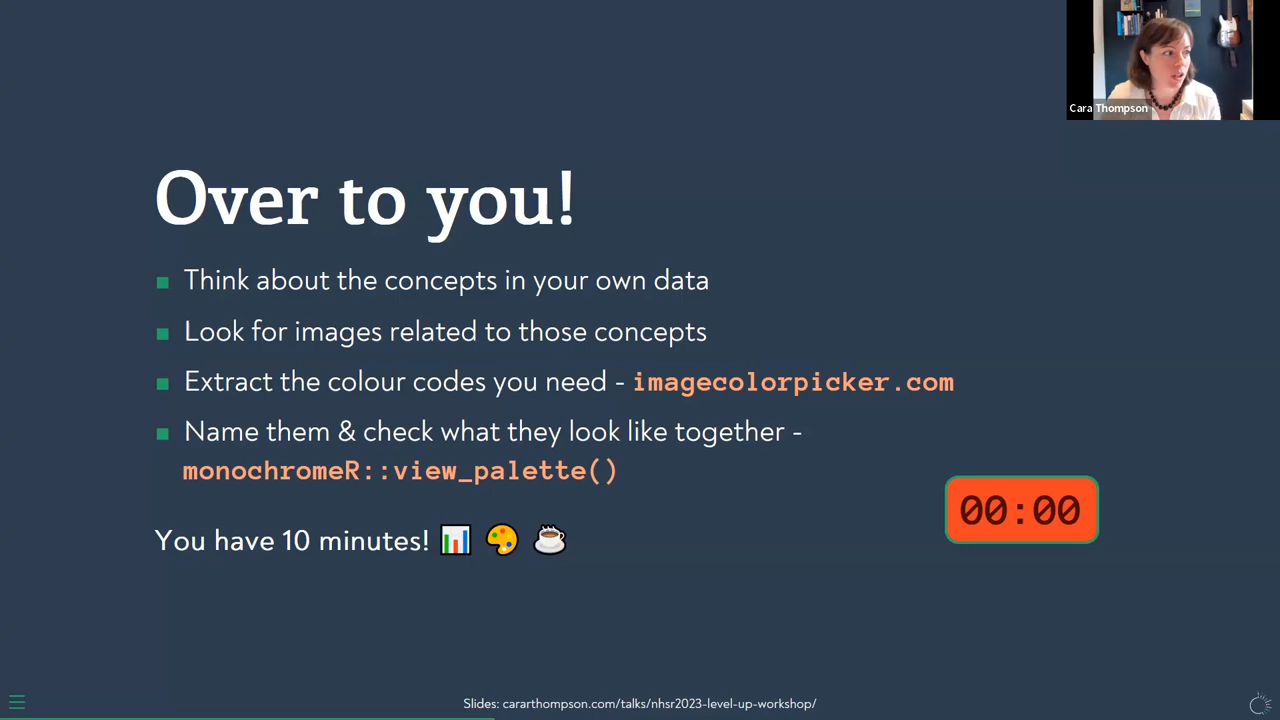 Cara Thompson
Over to you!
Think about the concepts in your own data
Look for images related to those concepts
Extract the colour codes you need - imagecolorpicker.com
Name them & check what they look like together -
monochromeR::view_palette()
00:00
You have 10 minutes! 📊 🎨 ☕
Slides: cararthompson.com/talks/nhsr2023-level-up-workshop/